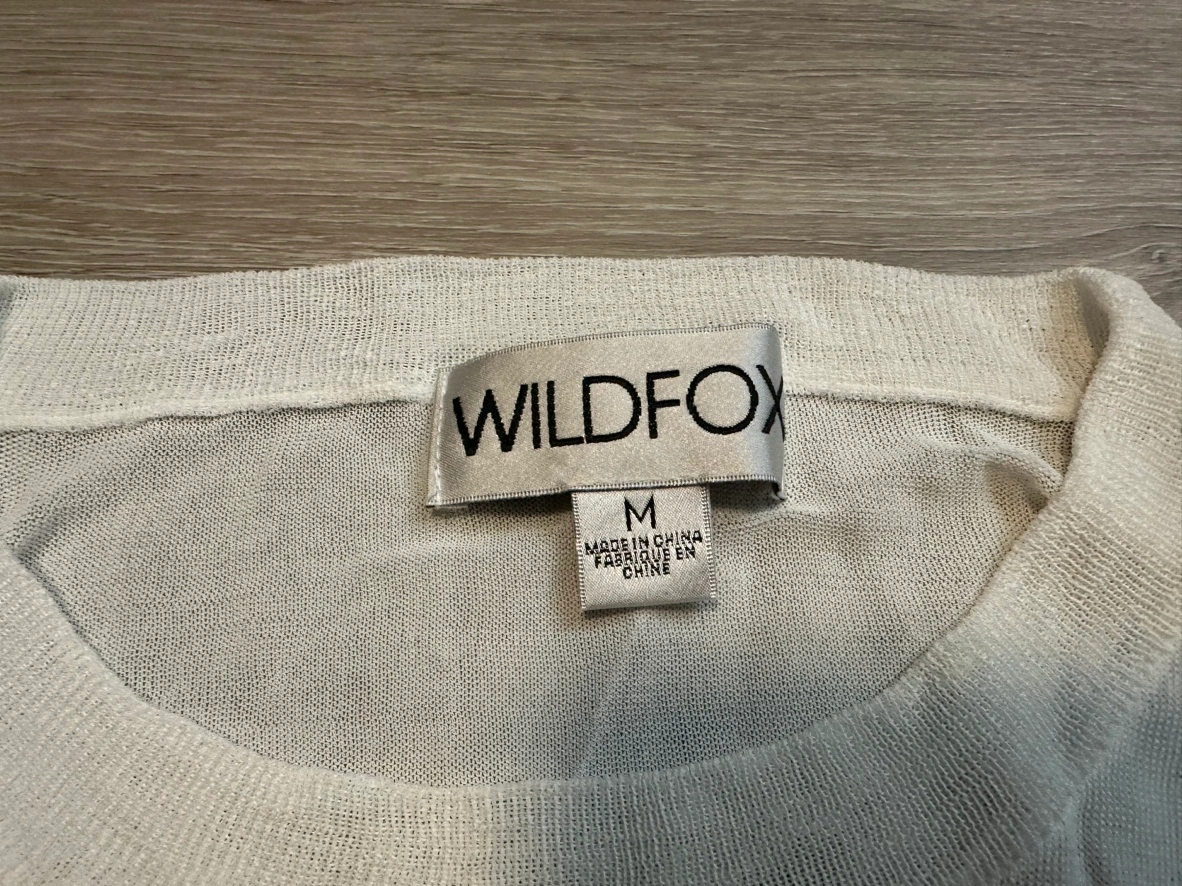 WILDFOX
M
MADE IN CHINA
FABRIQUE EN
CHINE